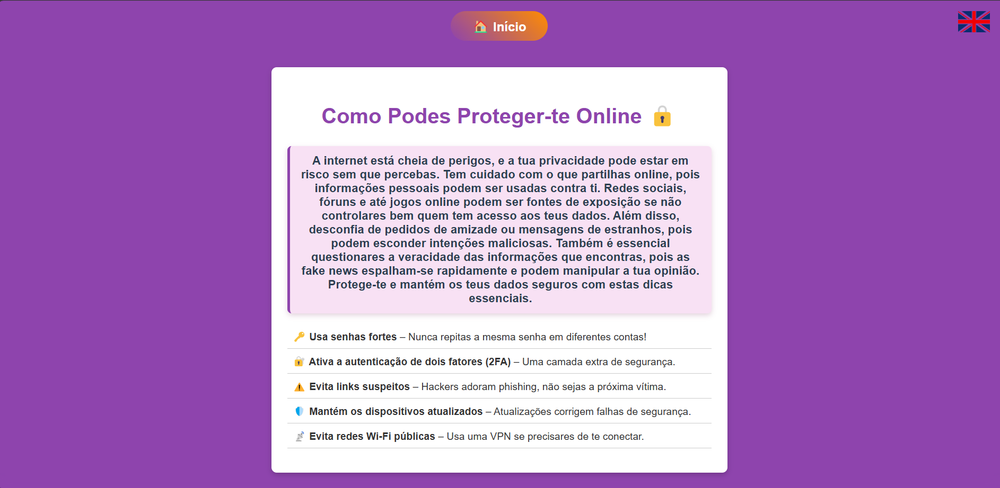 Início
Como Podes Proteger-te Online
A internet está cheia de perigos, e a tua privacidade pode estar em
risco sem que percebas. Tem cuidado com o que partilhas online, pois
informações pessoais podem ser usadas contra ti. Redes sociais,
fóruns e até jogos online podem ser fontes de exposição se não
controlares bem quem tem acesso aos teus dados. Além disso,
desconfia de pedidos de amizade ou mensagens de estranhos, pois
podem esconder intenções maliciosas. Também é essencial
questionares a veracidade das informações que encontras, pois as
fake news espalham-se rapidamente e podem manipular a tua opinião.
Protege-te e mantém os teus dados seguros com estas dicas
essenciais.
Usa senhas fortes – Nunca repitas a mesma senha em diferentes contas!
Ativa a autenticação de dois fatores (2FA) – Uma camada extra de segurança.
Evita links suspeitos – Hackers adoram phishing, não sejas a próxima vítima.
Mantém os dispositivos atualizados – Atualizações corrigem falhas de segurança.
Evita redes Wi-Fi públicas – Usa uma VPN se precisares de te conectar.